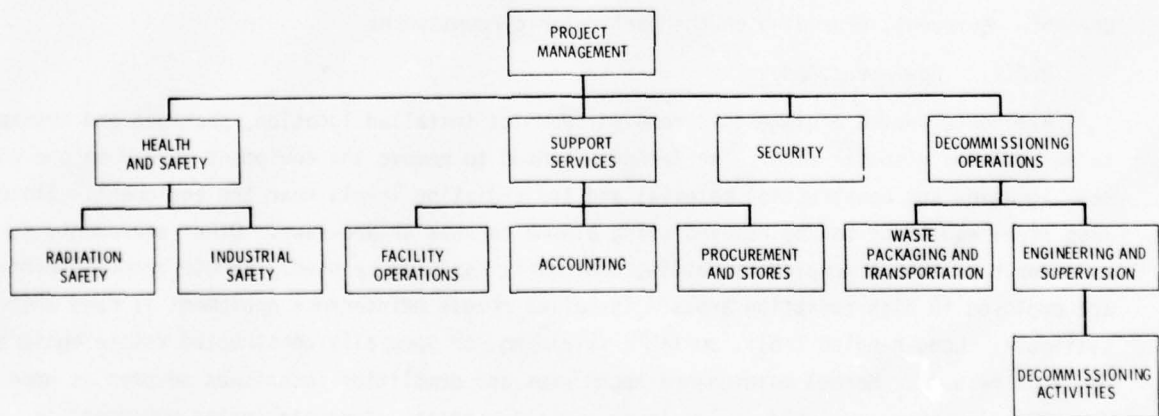 PROJECT
MANAGEMENT
HEALTH
AND SAFETY
SUPPORT
SERVICES
SECURITY
DECOMMISSIONING
OPERATIONS
RADIATION
SAFETY
INDUSTRIAL
SAFETY
FACILITY
OPERATIONS
ACCOUNTING
PROCUREMENT
AND STORES
WASTE
PACKAGING AND
TRANSPORTATION
ENGINEERING
AND SUPERVISION
DECOMMISSIONING
ACTIVITIES